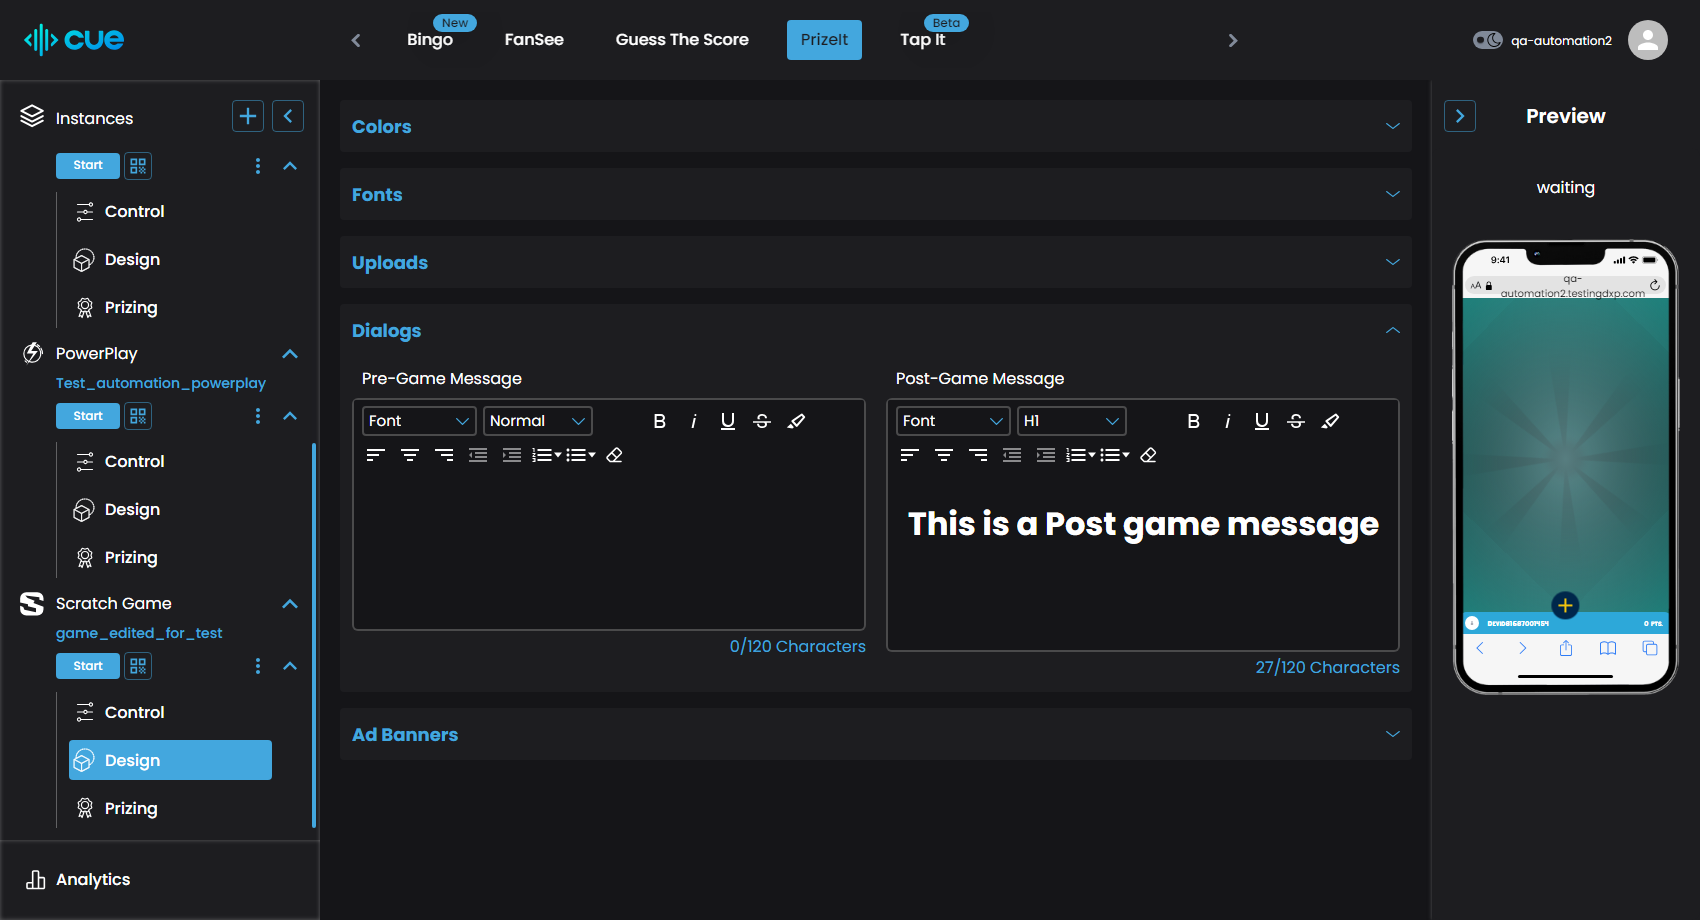 cue
New
Bingo
FanSee
Guess The Score
PrizeIt
Beta
Tap It
qa-automation2
Instances
Start
Control
Design
Prizing
PowerPlay
Test_automation_powerplay
Start
Control
Design
Prizing
Scratch Game
game_edited_for_test
Start
Control
Design
Prizing
Analytics
Colors
Fonts
Uploads
Dialogs
Pre-Game Message
Font
Normal
B i U S
0/120 Characters
Post-Game Message
Font
H1
B i U S
This is a Post game message
27/120 Characters
Ad Banners
Preview
waiting
9:41
AA
qa-
automation2.testingdxp.com
0 PTS.